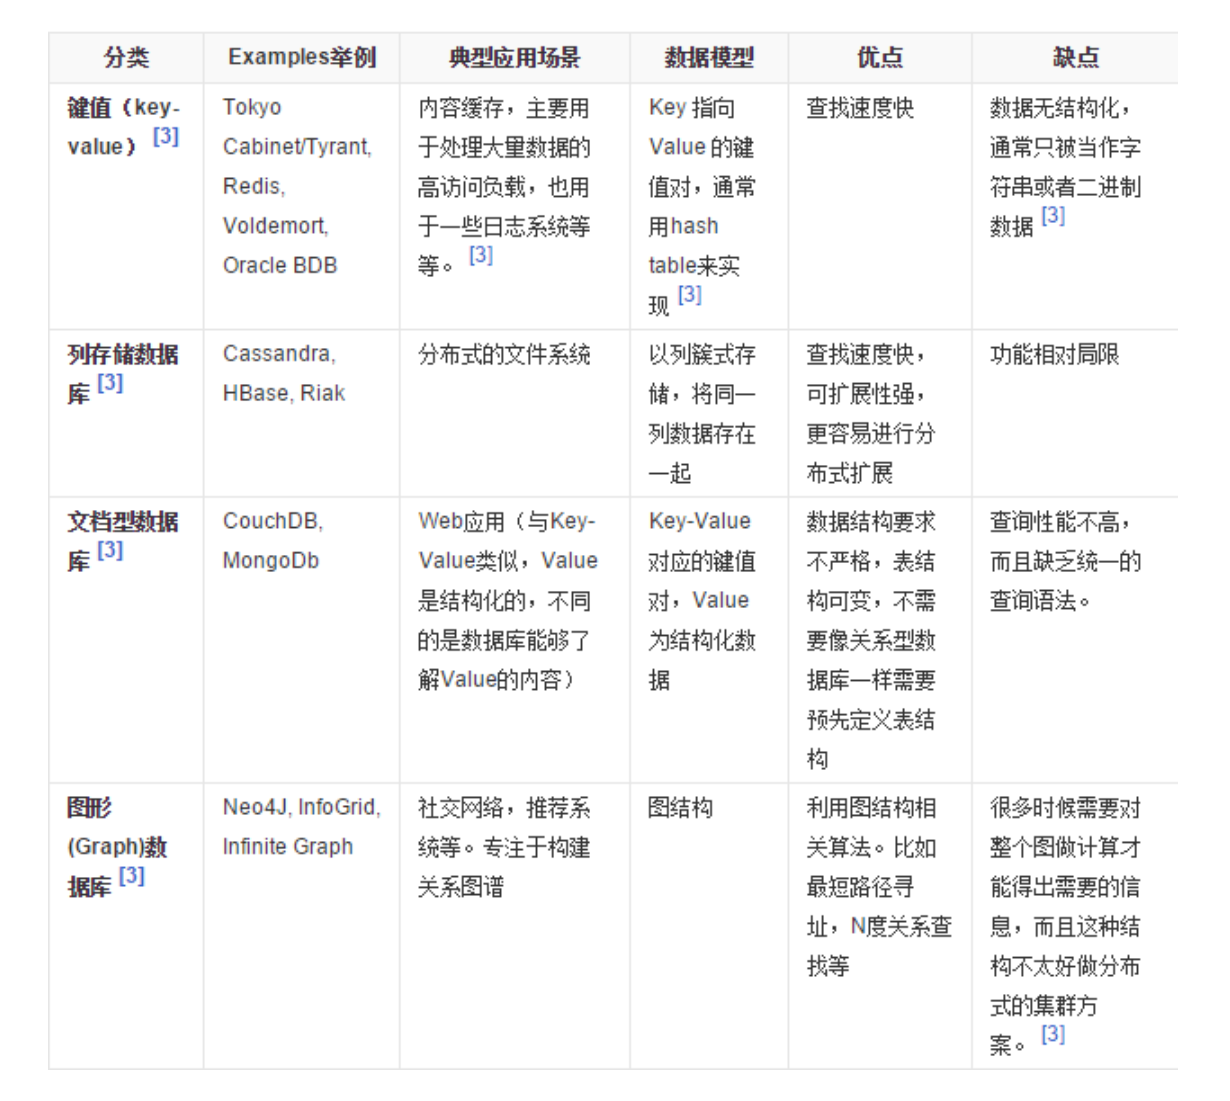 分类
Examples举例
典型应用场景
数据模型
优点
缺点
键值（key-
value）[3]
Tokyo
Cabinet/Tyrant,
Redis,
Voldemort,
Oracle BDB
内容缓存，主要用
于处理大量数据的
高访问负载，也用
于一些日志系统等
等。[3]
Key 指向
Value 的键
值对，通常
用hash
table来实
现 [3]
查找速度快
数据无结构化，
通常只被当作字
符串或者二进制
数据 [3]
列存储数据
库 [3]
Cassandra,
HBase, Riak
分布式的文件系统
以列簇式存
储，将同一
列数据存在
一起
查找速度快，
可扩展性强，
更容易进行分
布式扩展
功能相对局限
文档型数据
库 [3]
CouchDB,
MongoDb
Web应用（与Key-
Value类似，Value
是结构化的，不同
的是数据库能够了
解Value的内容）
Key-Value
对应的键值
对，Value
为结构化数
据
数据结构要求
不严格，表结
构可变，不需
要像关系型数
据库一样需要
预先定义表结
构
查询性能不高，
而且缺乏统一的
查询语法。
图形
(Graph)数
据库 [3]
Neo4J, InfoGrid,
Infinite Graph
社交网络，推荐系
统等。专注于构建
关系图谱
图结构
利用图结构相
关算法。比如
最短路径寻
址，N度关系查
找等
很多时候需要对
整个图做计算才
能得出需要的信
息，而且这种结
构不太好做分布
式的集群方
案。[3]